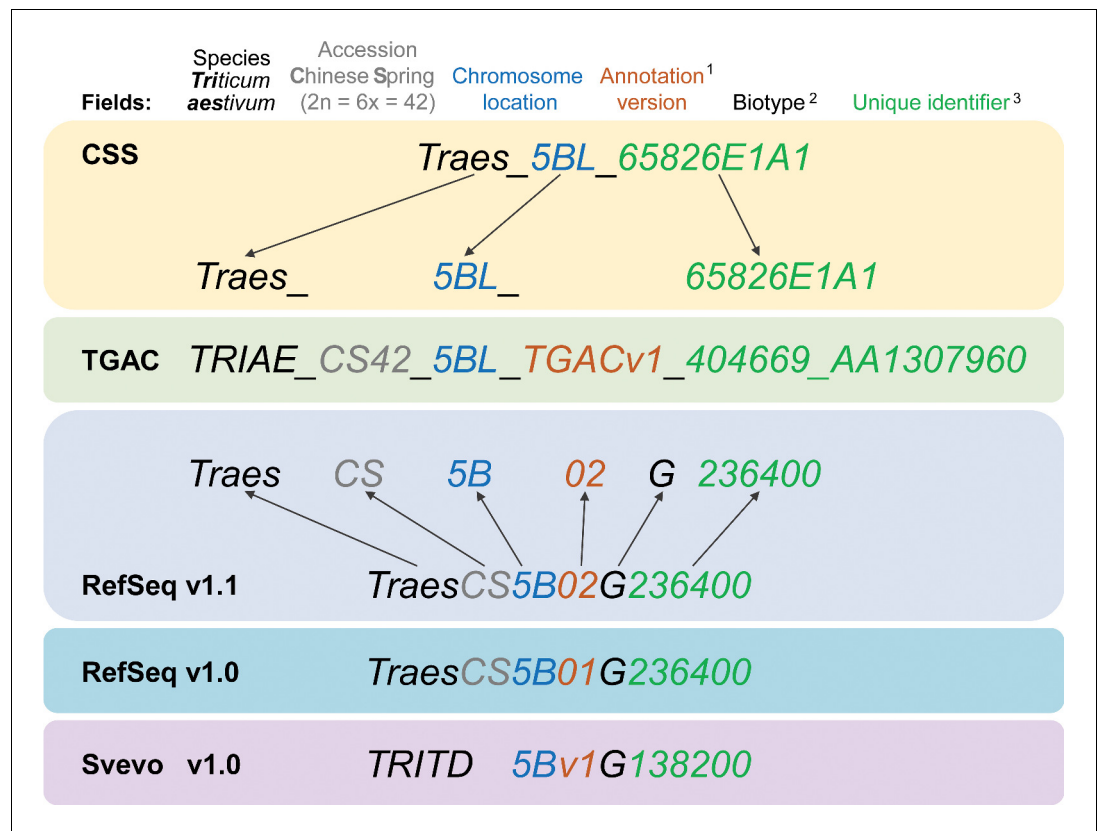 Fields:
Species
Triticum
aestivum
Accession
Chinese Spring
(2n = 6x = 42)
Chromosome
location
Annotation1
version
Biotype2
Unique identifier3
CSS
Traes_5BL_65826E1A1
Traes_ 5BL_ 65826E1A1
TGAC TRIAE_CS42_5BL_TGACv1_404669_AA1307960
Traes CS 5B 02 G 236400
RefSeq v1.1 TraesCS5B02G236400
RefSeq v1.0 TraesCS5B01G236400
Svevo v1.0 TRITD 5Bv1G138200